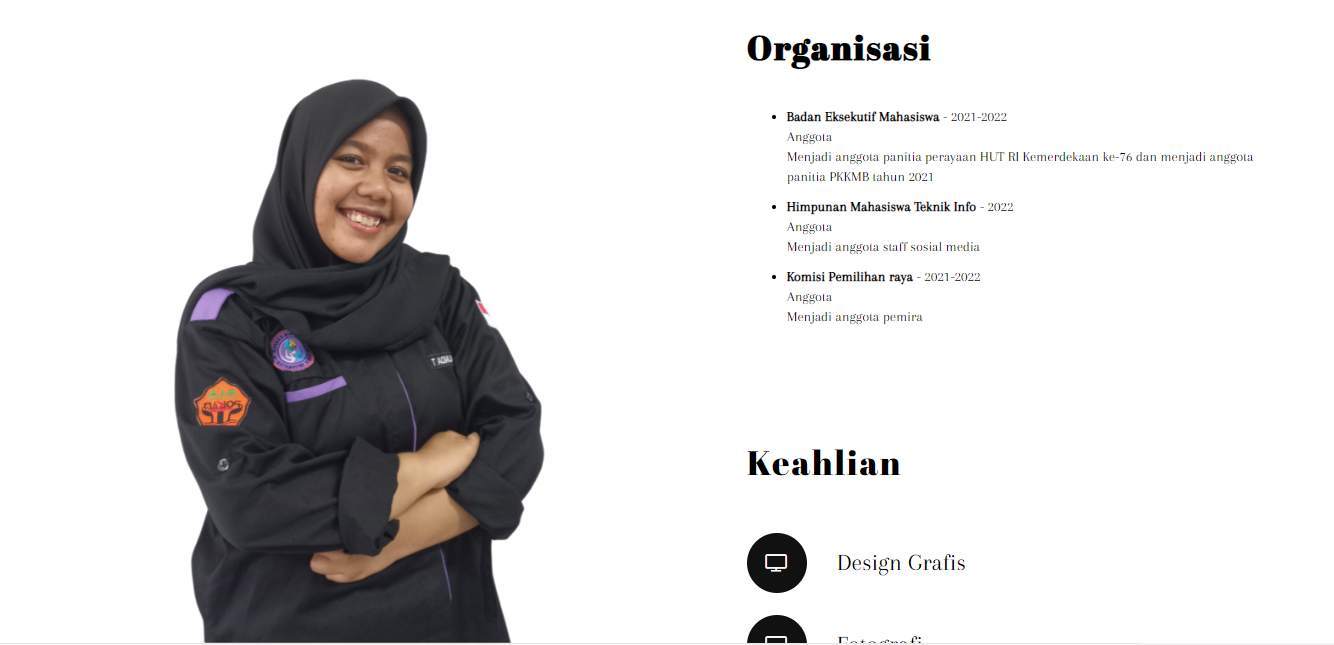 Organisasi
Badan Eksekutif Mahasiswa - 2021-2022
Anggota
Menjadi anggota panitia perayaan HUT RI Kemerdekaan ke-76 dan menjadi anggota
panitia PKKMB tahun 2021
Himpunan Mahasiswa Teknik Info - 2022
Anggota
Menjadi anggota staff sosial media
Komisi Pemilihan raya - 2021-2022
Anggota
Menjadi anggota pemira
Keahlian
Design Grafis
Fotografi